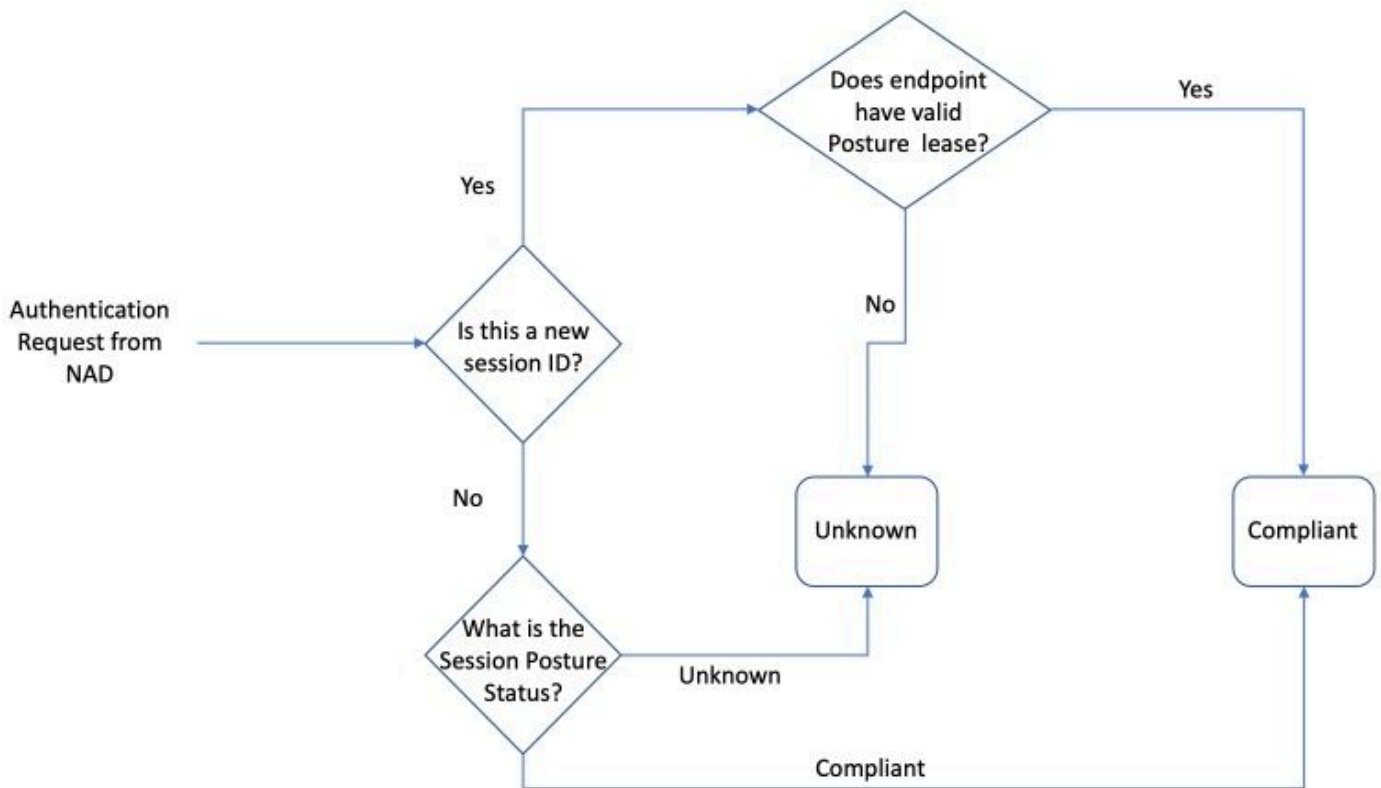 Does endpoint
have valid
Posture lease?
Yes
Yes
Authentication
Request from
NAD
Is this a new
session ID?
No
No
Unknown
Compliant
What is the
Session Posture
Status?
Unknown
Compliant